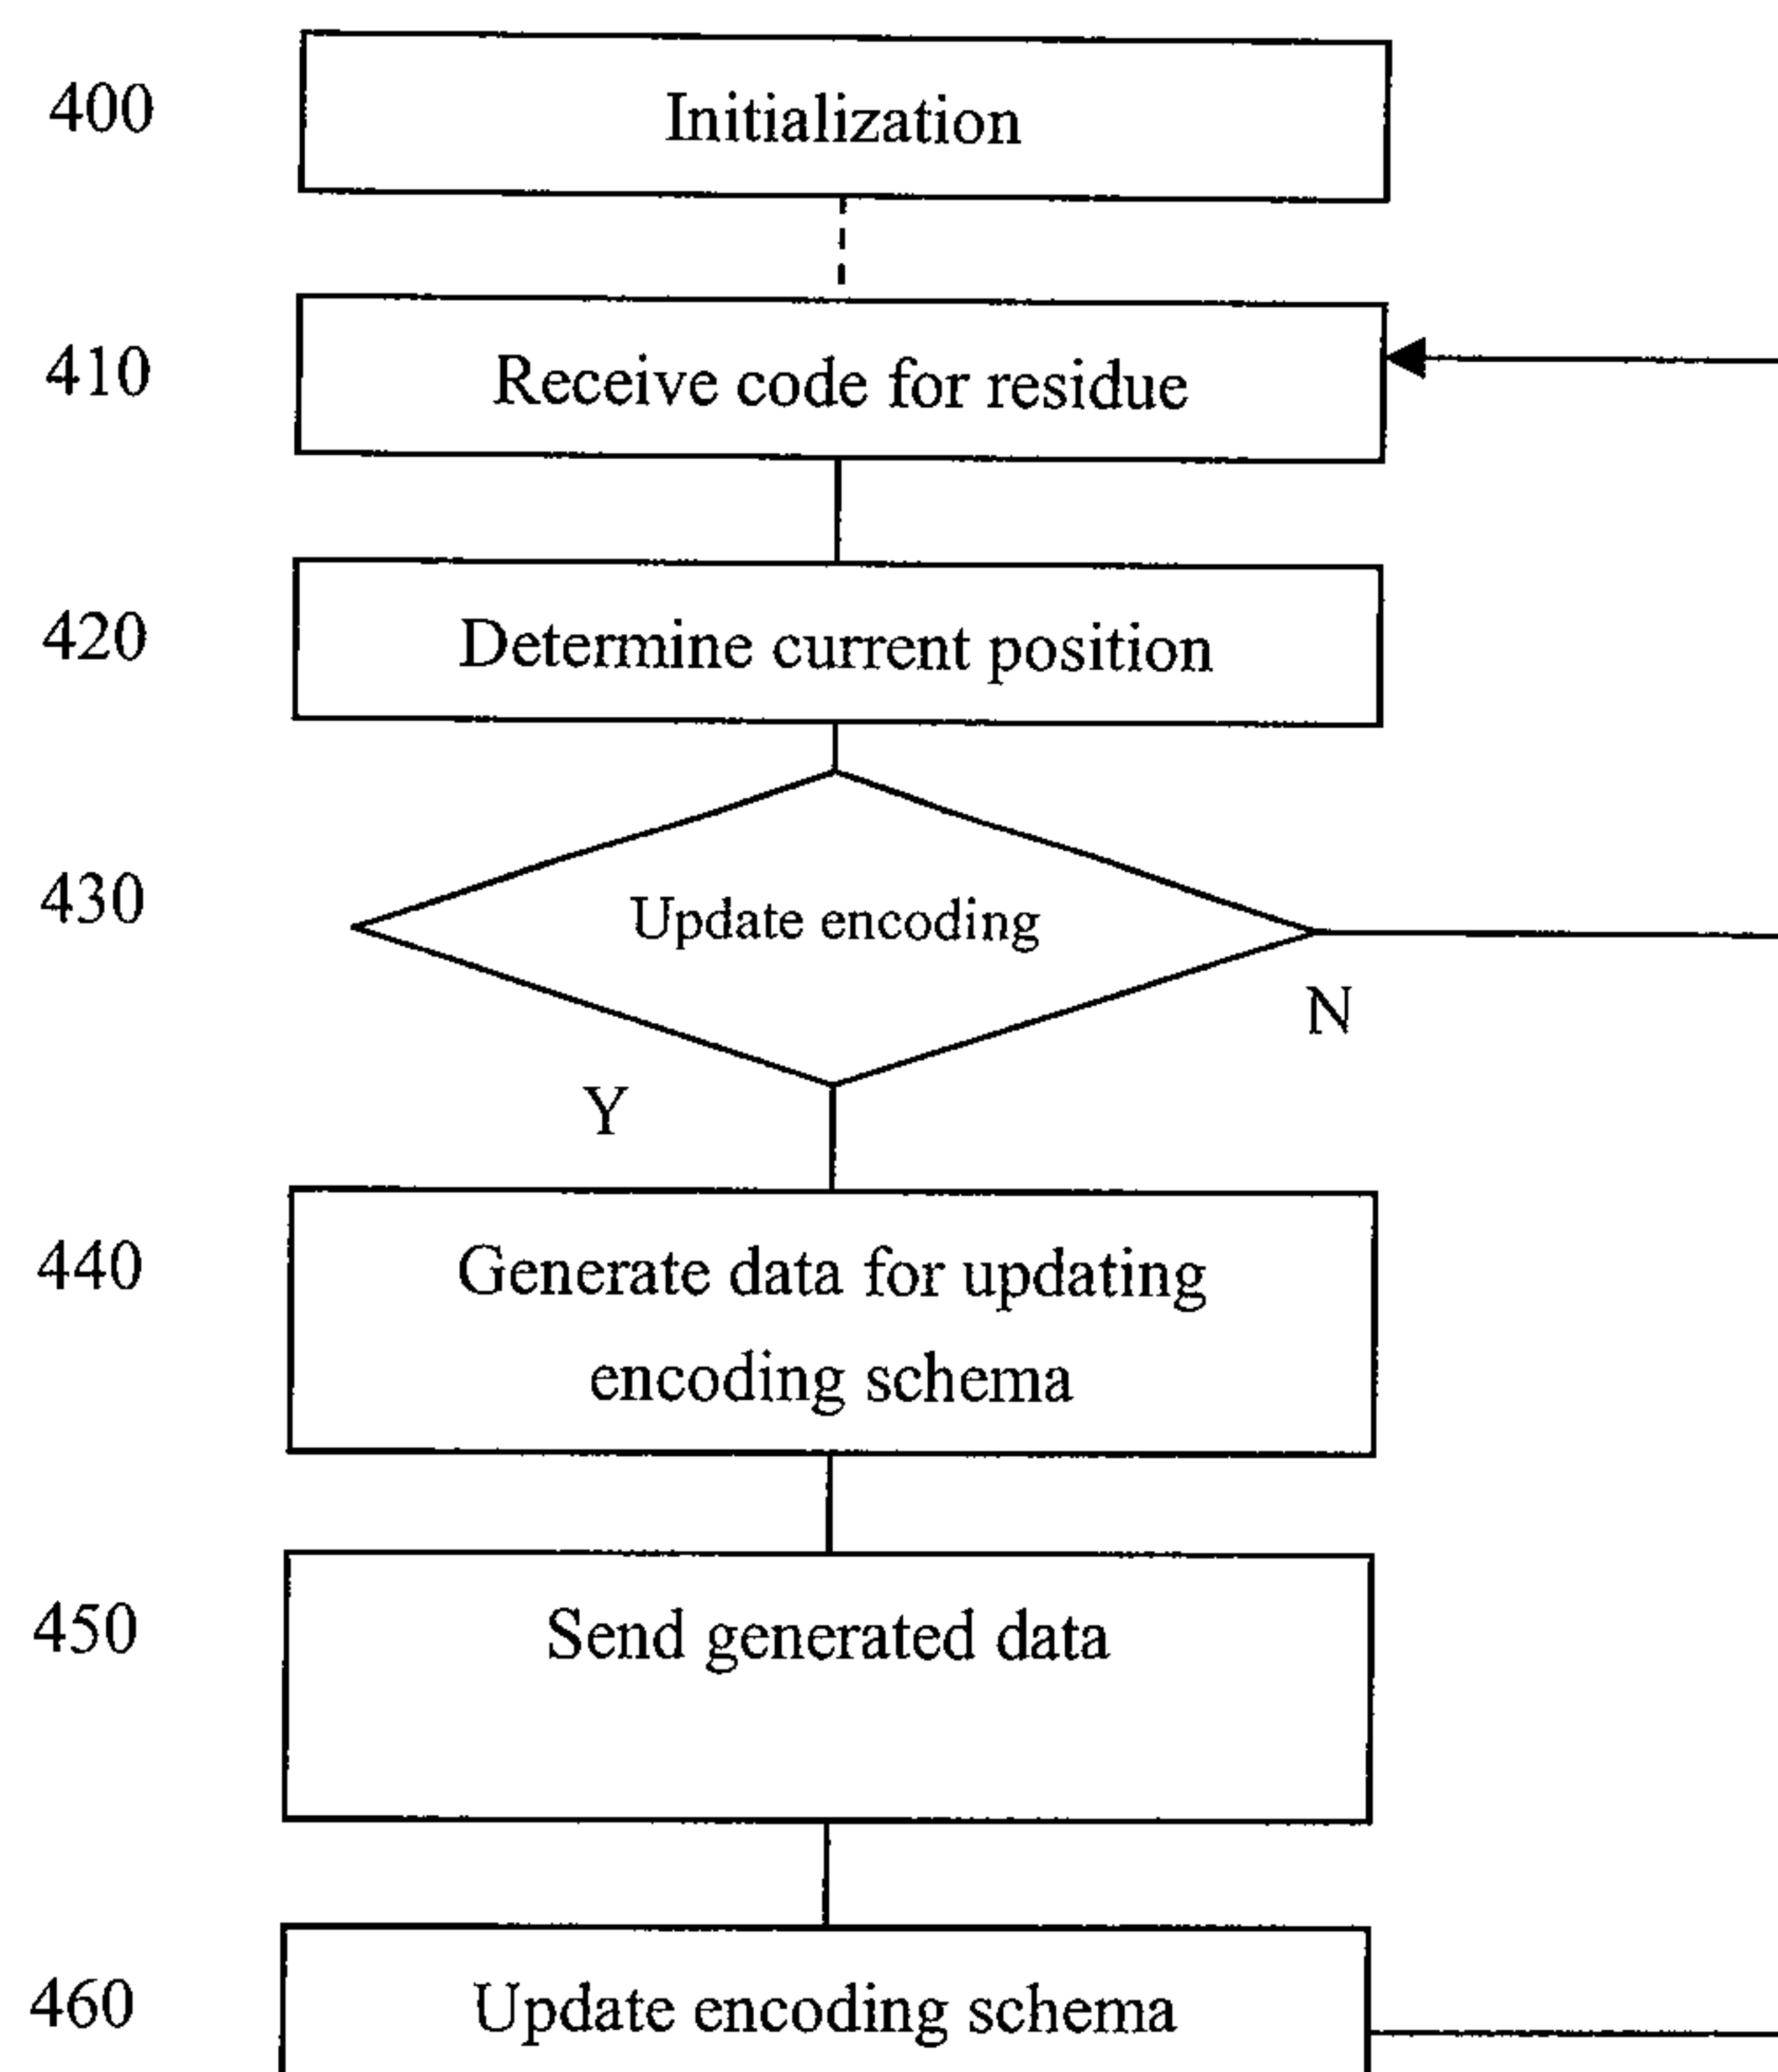 400
Initialization
410
Receive code for residue
420
Determine current position
430
Update encoding
N
Y
440
Generate data for updating
encoding schema
450
Send generated data
460
Update encoding schema